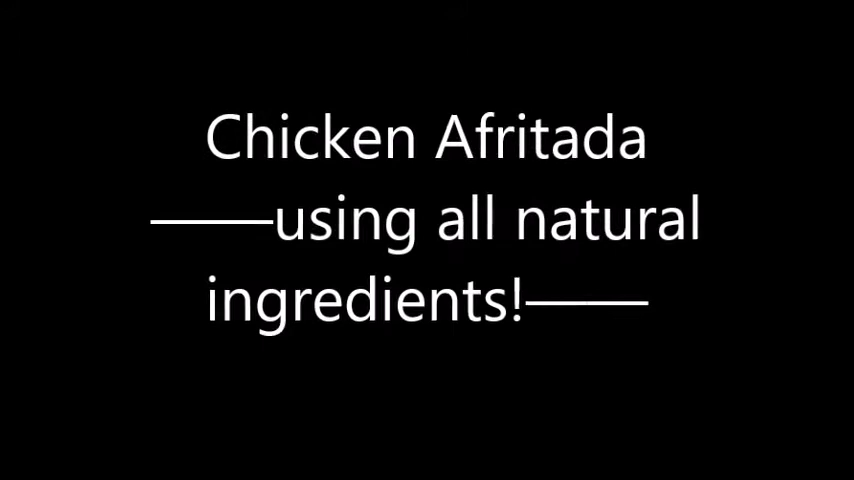 Chicken Afritada
——using all natural
ingredients!——